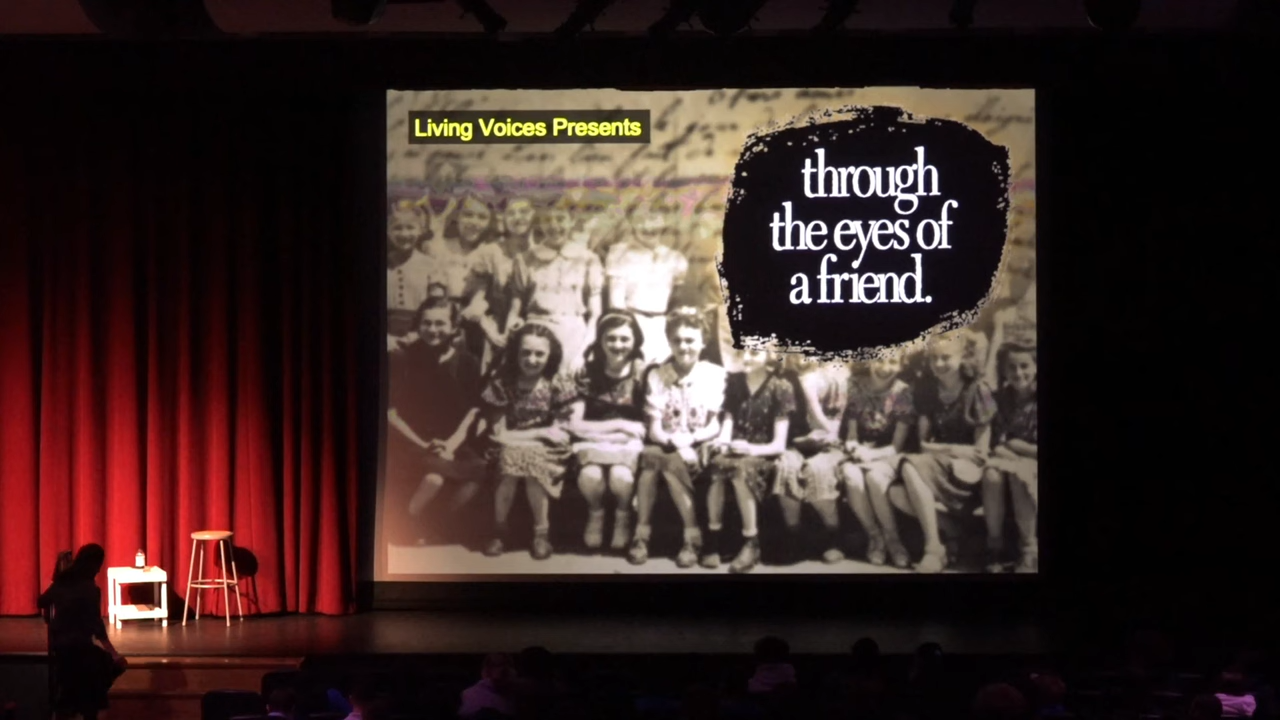 Living Voices Presents
through
the eyes of
a friend.